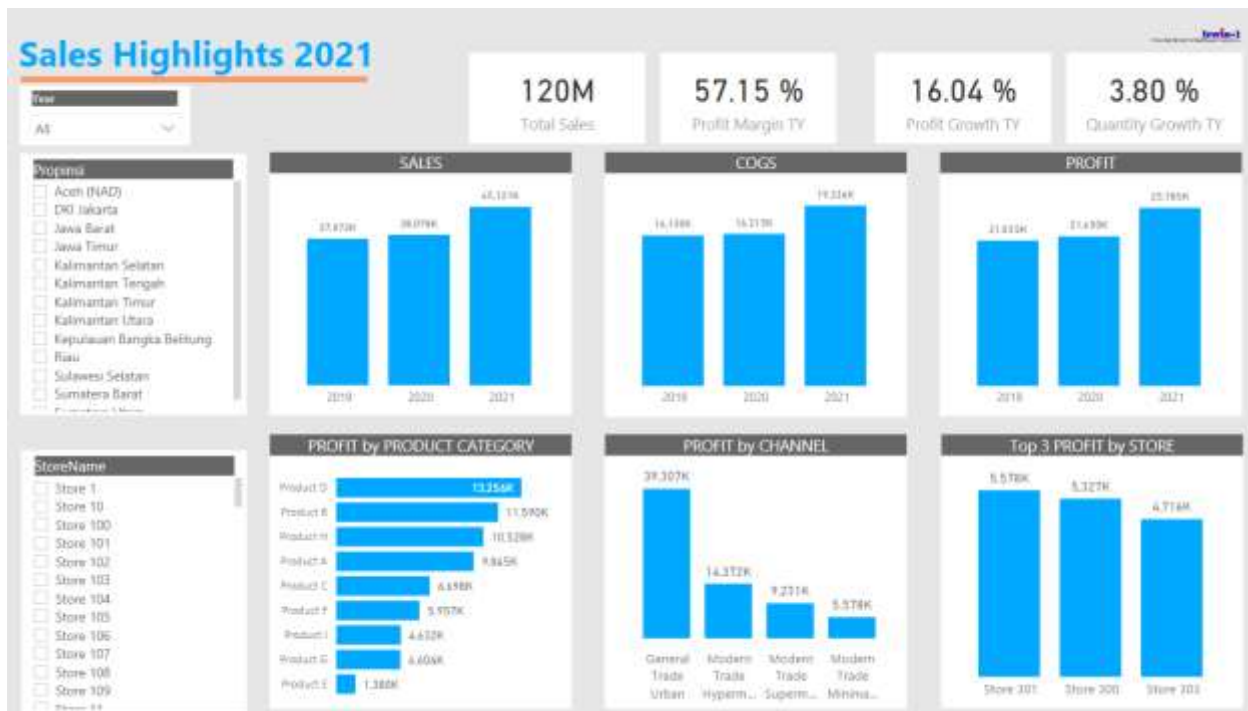 Sales Highlights 2021
120M
Total Sales
57.15 %
Profit Margin TY
16.04 %
Profit Growth TY
3.80 %
Quantity Growth TY
Year
All
Propinsi
Aceh (NAD)
DKI Jakarta
Jawa Barat
Jawa Timur
Kalimantan Selatan
Kalimantan Tengah
Kalimantan Timur
Kalimantan Utara
Kepulauan Bangka Belitung
Riau
Sulawesi Selatan
Sumatera Barat
SALES
2019 2020 2021
COGS
2019 2020 2021
PROFIT
2019 2020 2021
StoreName
Store 1
Store 10
Store 100
Store 101
Store 102
Store 103
Store 104
Store 105
Store 106
Store 107
Store 108
Store 109
PROFIT by PRODUCT CATEGORY
Product D 13.256K
Product B 11.590K
Product H 10.528K
Product A 9.865K
Product C 6.698K
Product F 5.957K
Product I 4.632K
Product G
Product E 1.380K
PROFIT by CHANNEL
39.307K
14.372K
9.231K
5.578K
General Modern Modern Modern
Trade Trade Trade Trade
Urban Hyperm... Superm... Minima...
Top 3 PROFIT by STORE
5.578K
5.327K
4.716K
Store 301 Store 300 Store 303